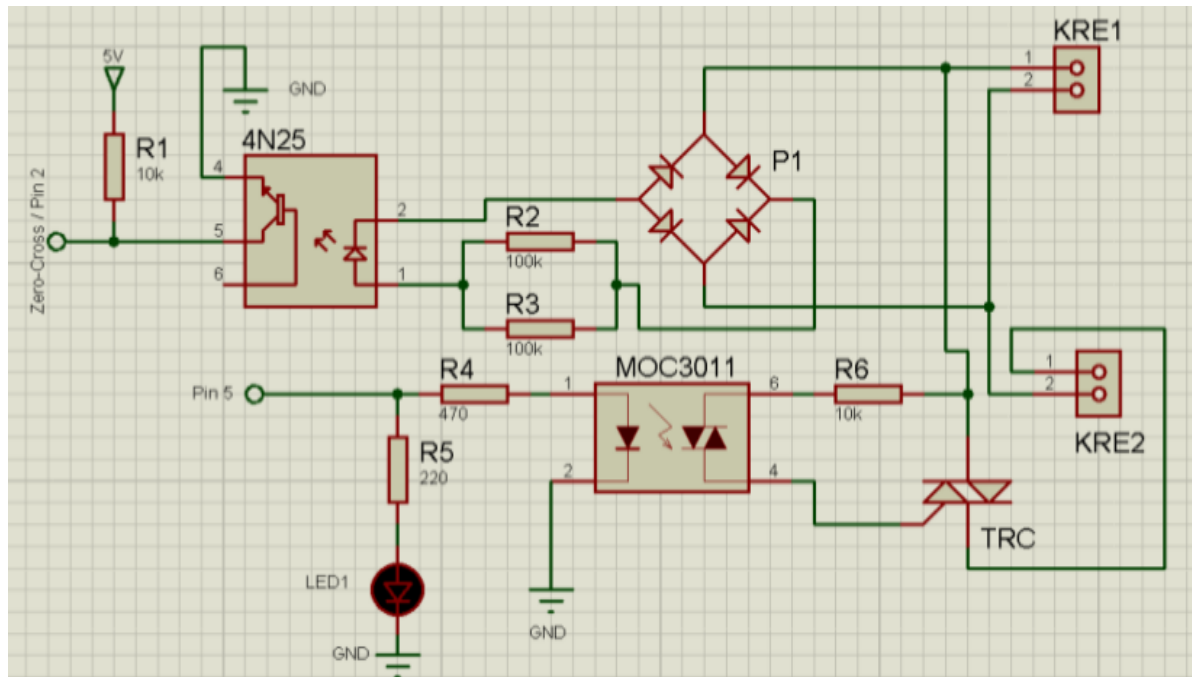 KRE1
5V
1
GND
2
4N25
R1
4
P1
10k
Zero-Cross / Pin 2
2
R2
5
100k
6
1
R3
100k
1
MOC3011
2
R4
R6
Pin 5
1
6
470
10k
KRE2
R5
220
2
4
TRC
LED1
GND
GND